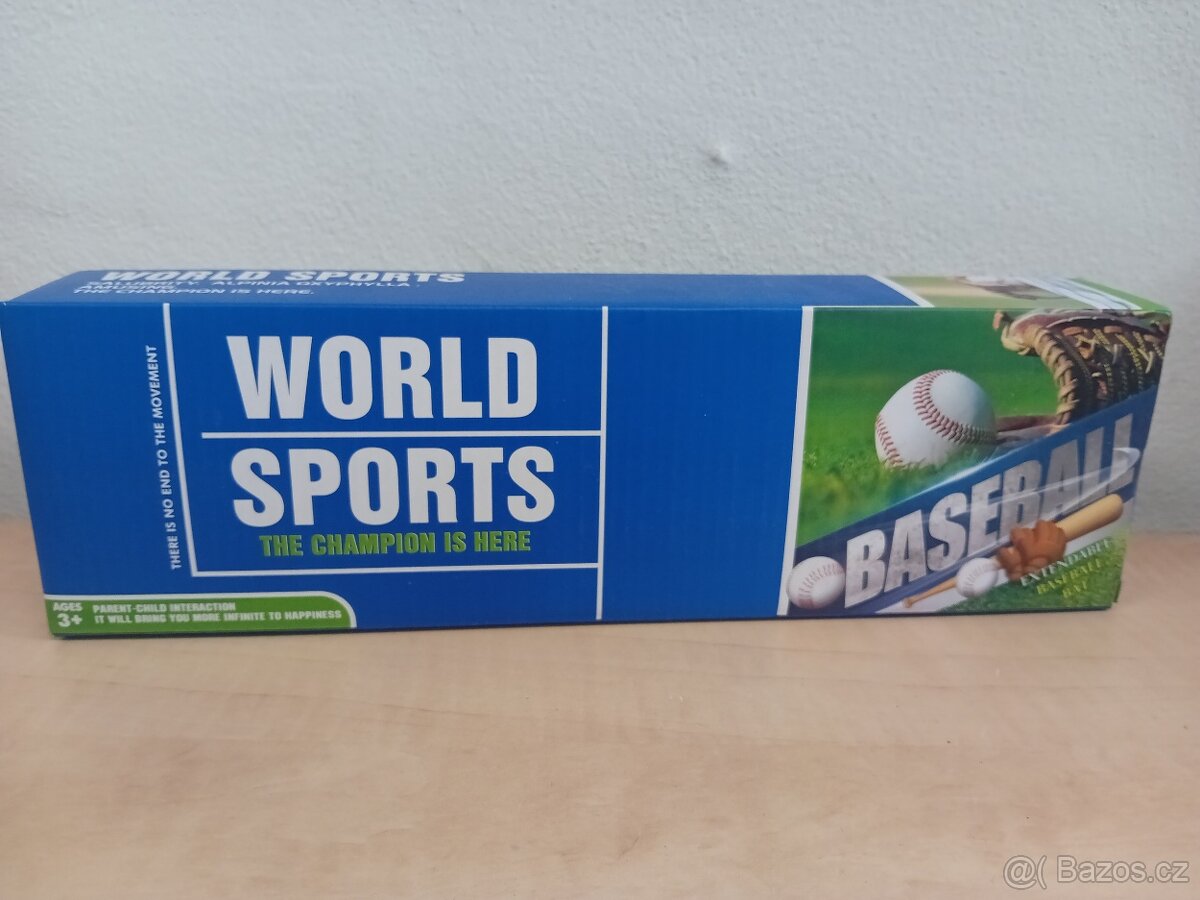 WORLD SPORTS
SALUBRITY. ALPINIA OXYPHYLLA
AMUSING.
THE CHAMPION IS HERE.
THERE IS NO END TO THE MOVEMENT
WORLD
SPORTS
THE CHAMPION IS HERE
AGES
3+
PARENT-CHILD INTERACTION
IT WILL BRING YOU MORE INFINITE TO HAPPINESS
BASEBALL
EXTENDABLE
BASEBALL
BAT
@( Bazos.cz